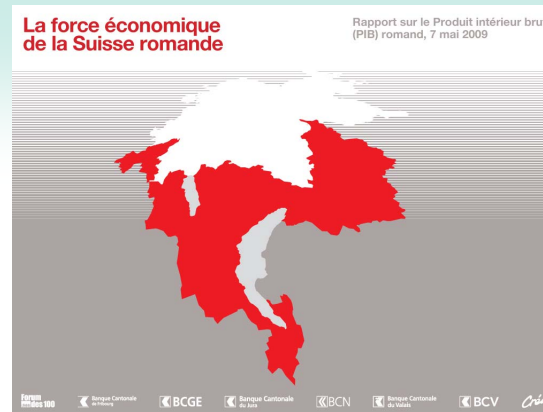 La force économique
de la Suisse romande
Rapport sur le Produit intérieur bru
(PIB) romand, 7 mai 2009
Forum
des 100
Banque Cantonale
de Fribourg
BCGE
Banque Cantonale
du Jura
BCN
Banque Cantonale
du Valais
BCV
Cré